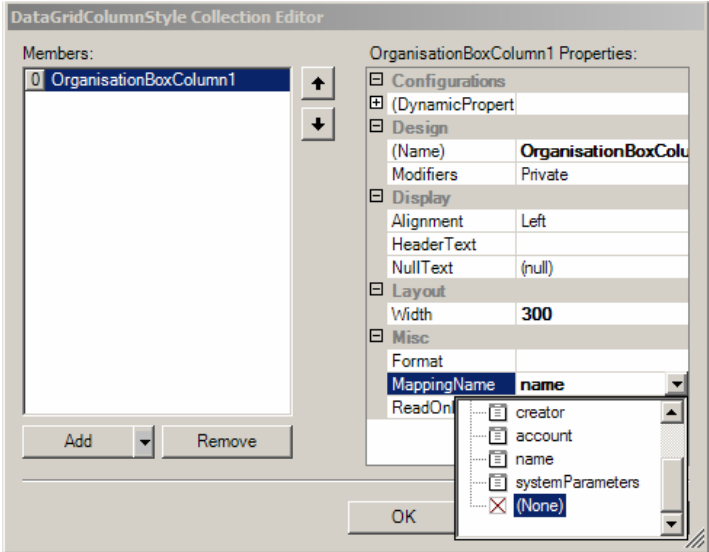 DataGridColumnStyle Collection Editor
Members:
0 OrganisationBoxColumn1
Add
Remove
OrganisationBoxColumn1 Properties:
Configurations
(DynamicPropert
Design
(Name) OrganisationBoxColu
Modifiers Private
Display
Alignment Left
HeaderText
NullText (null)
Layout
Width 300
Misc
Format
MappingName name
ReadOnl
creator
account
name
systemParameters
(None)
OK